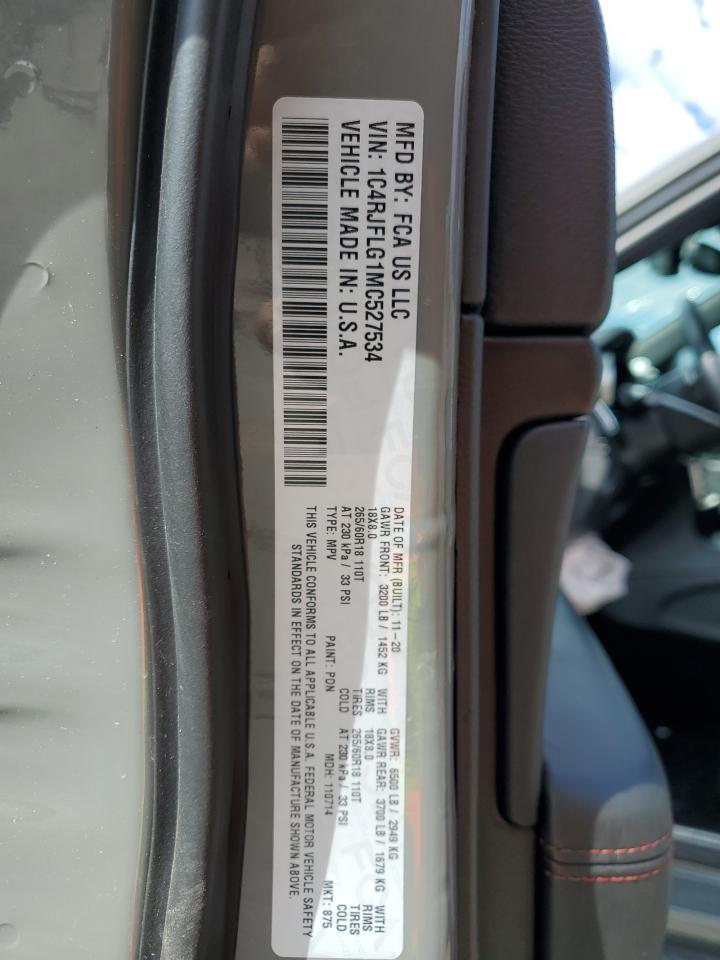 MFD BY: FCA US LLC
VIN: 1C4RJFLG1MC527534
VEHICLE MADE IN: U.S.A.
DATE OF MFR (BUILT): 11-20 GVWR: 6500 LB / 2949 KG
GAWR FRONT: 3200 LB / 1452 KG WITH GAWR REAR: 3700 LB / 1679 KG WITH
18X8.0 RIMS 18X8.0 RIMS
265/60R18 110T TIRES 265/60R18 110T TIRES
AT 230 kPa / 33 PSI COLD AT 230 kPa / 33 PSI COLD
TYPE: MPV PAINT: PDN MDH: 110714 MKT: 875
THIS VEHICLE CONFORMS TO ALL APPLICABLE U.S.A. FEDERAL MOTOR VEHICLE SAFETY
STANDARDS IN EFFECT ON THE DATE OF MANUFACTURE SHOWN ABOVE.